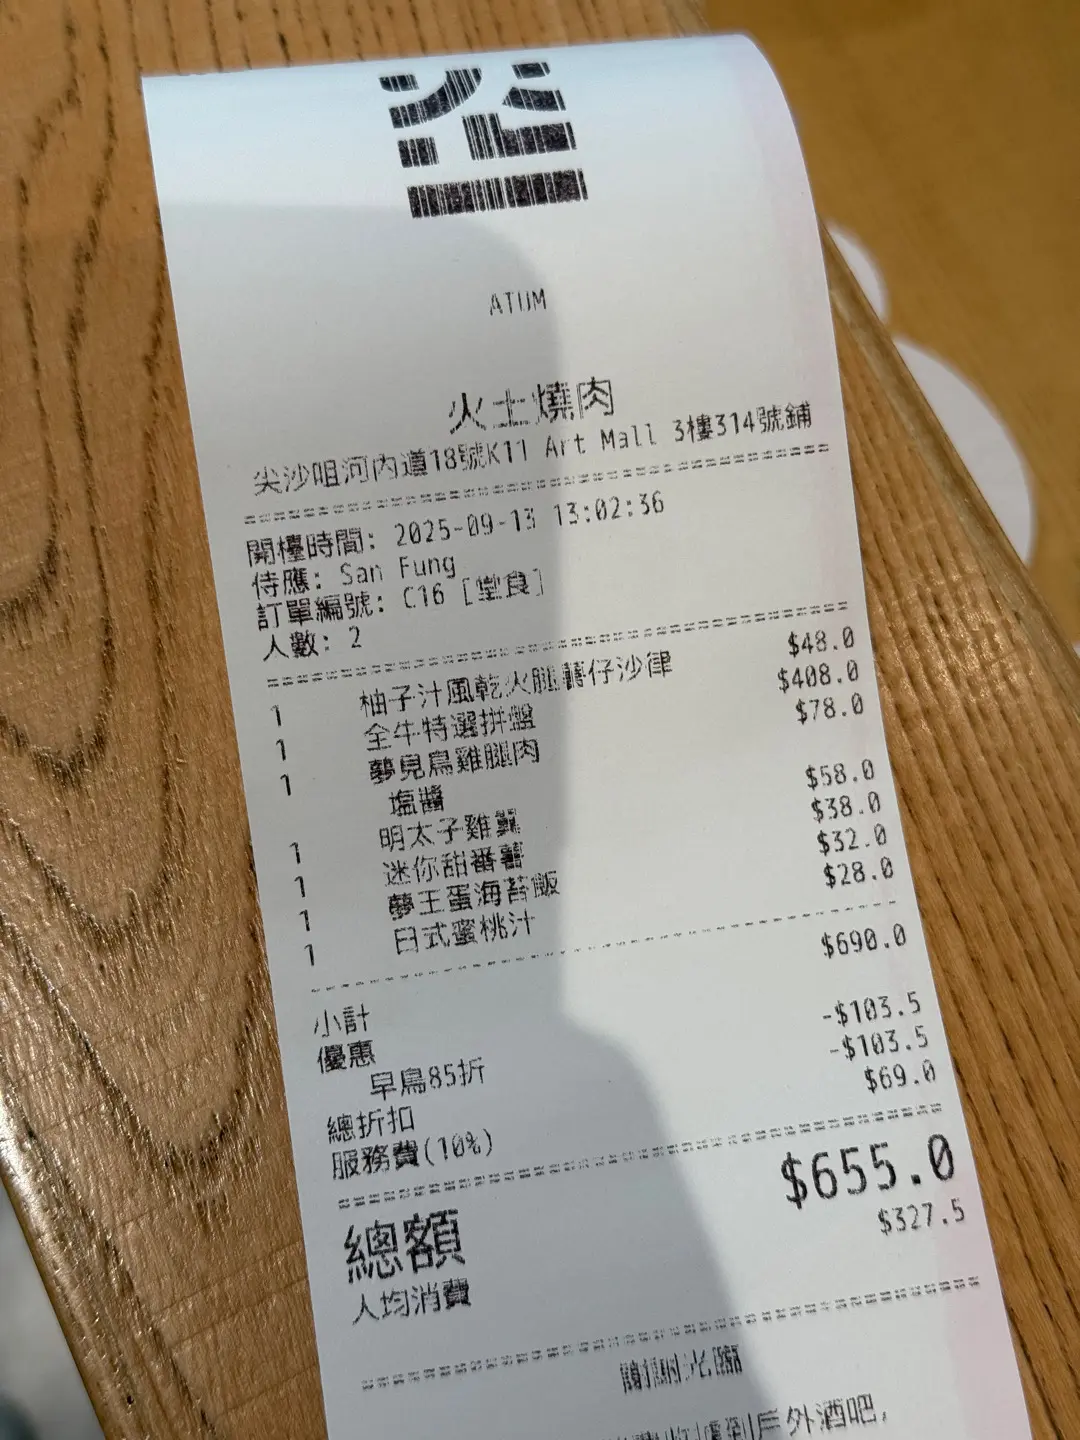 ATUM
火土燒肉
尖沙咀河內道18號K11 Art Mall 3樓314號鋪
開檯時間: 2025-09-13 13:02:36
侍應: San Fung
訂單編號: C16 [堂食]
人數: 2
1 柚子汁風乾火腿薯仔沙律 $48.0
1 全牛特選拼盤 $408.0
1 夢見鳥雞腿肉 $78.0
塩醬
1 明太子雞翼 $58.0
1 迷你甜番薯 $38.0
1 夢王蛋海苔飯 $32.0
1 日式蜜桃汁 $28.0
小計 $690.0
優惠
早鳥85折 -$103.5
總折扣 -$103.5
服務費(10%) $69.0
總額 $655.0
人均消費 $327.5
到戶外酒吧,